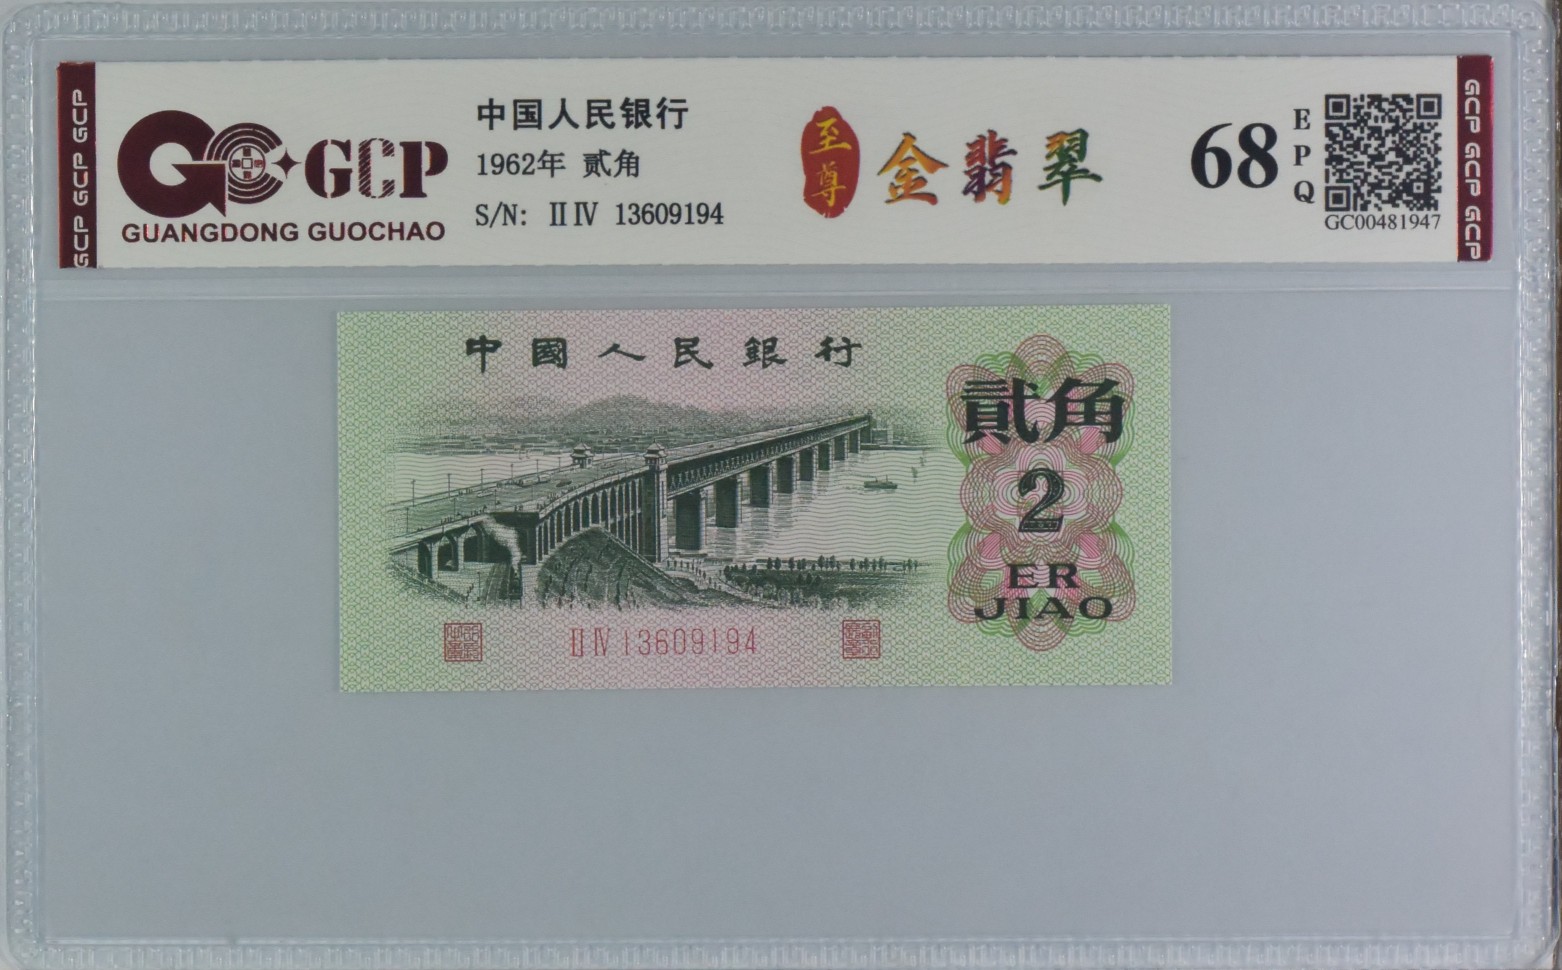 GCP GCP GCP
GCP
GUANGDONG GUOCHAO
中国人民银行
1962年 贰角
S/N: ⅡⅣ 13609194
至尊
金翡翠
68
EPQ
GC00481947
GCP GCP GCP
中國人民銀行
貳角
2
ER
JIAO
ⅡⅣ13609194